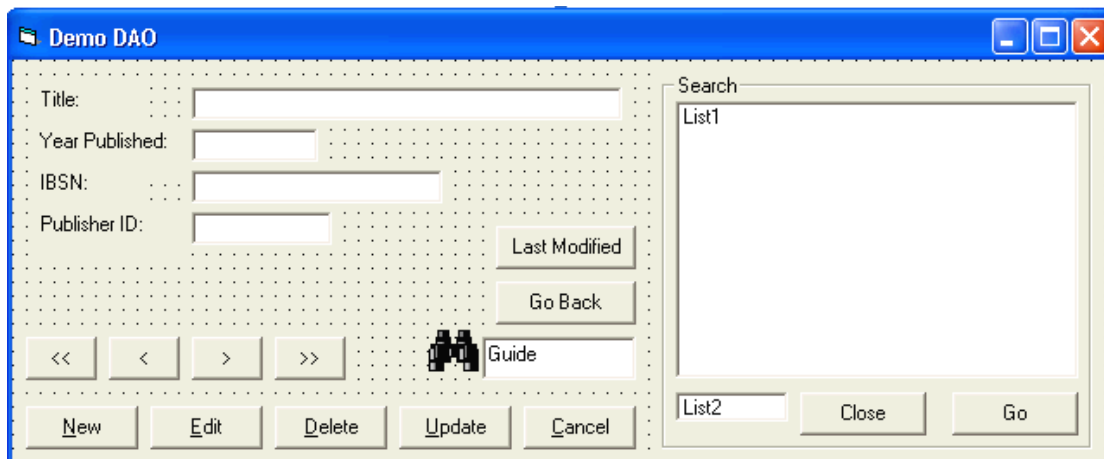 Demo DAO
Title:
Year Published:
IBSN:
Publisher ID:
Last Modified
Go Back
<< < > >>
Guide
New Edit Delete Update Cancel
Search
List1
List2 Close Go